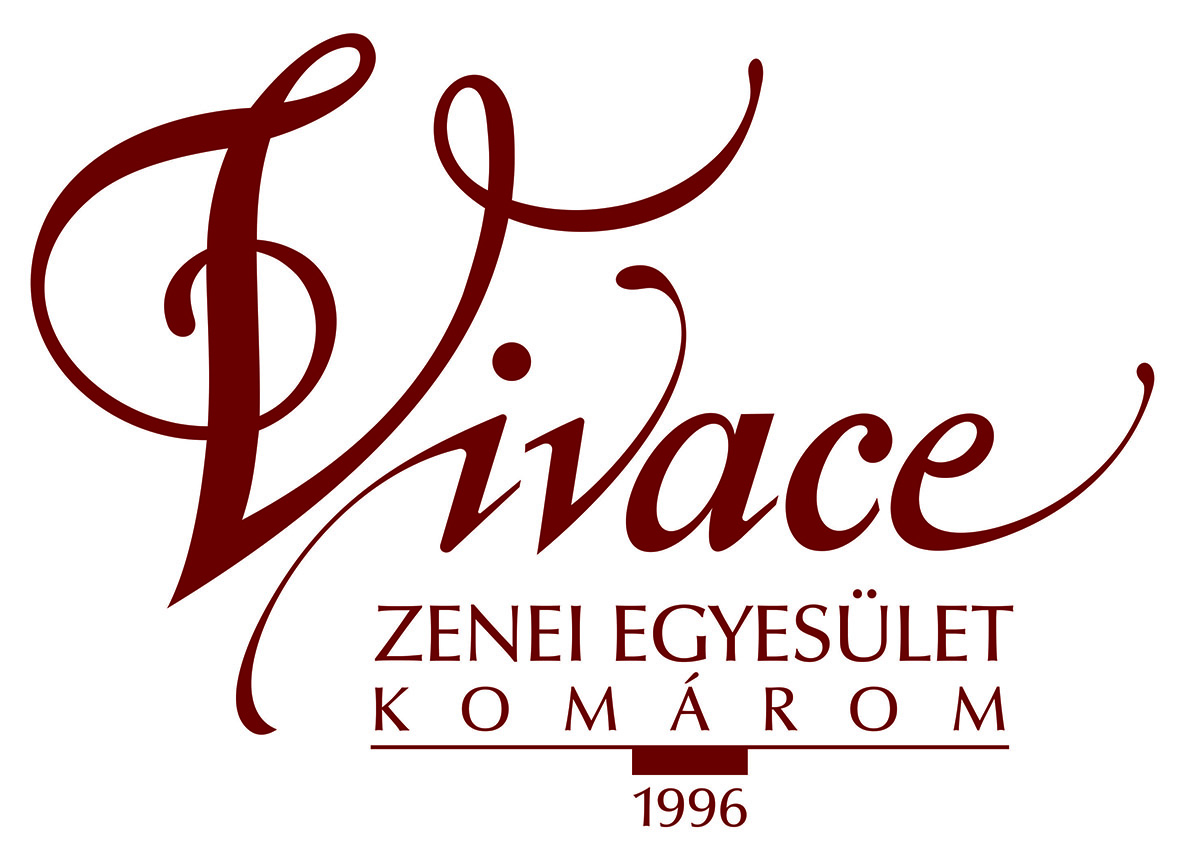 Vivace
ZENEI EGYESÜLET
KOMÁROM
1996